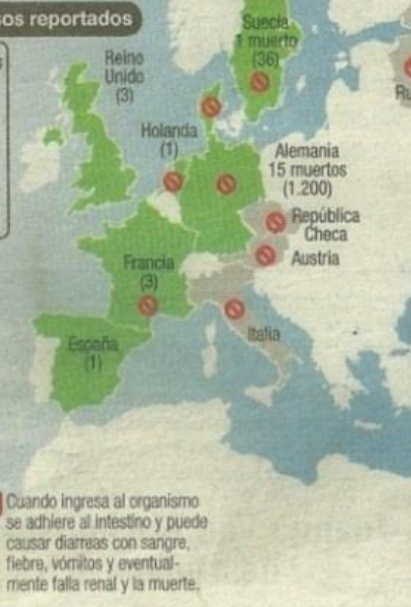 sos reportados
s
Suecia
1 muerto
(36)
Reino
Unido
(3)
Ru
Holanda
(1)
Alemania
15 muertos
(1.200)
República
Checa
Austria
Francia
(3)
Italia
España
(1)
Cuando ingresa al organismo
se adhiere al intestino y puede
causar diarreas con sangre,
fiebre, vómitos y eventual-
mente falla renal y la muerte.